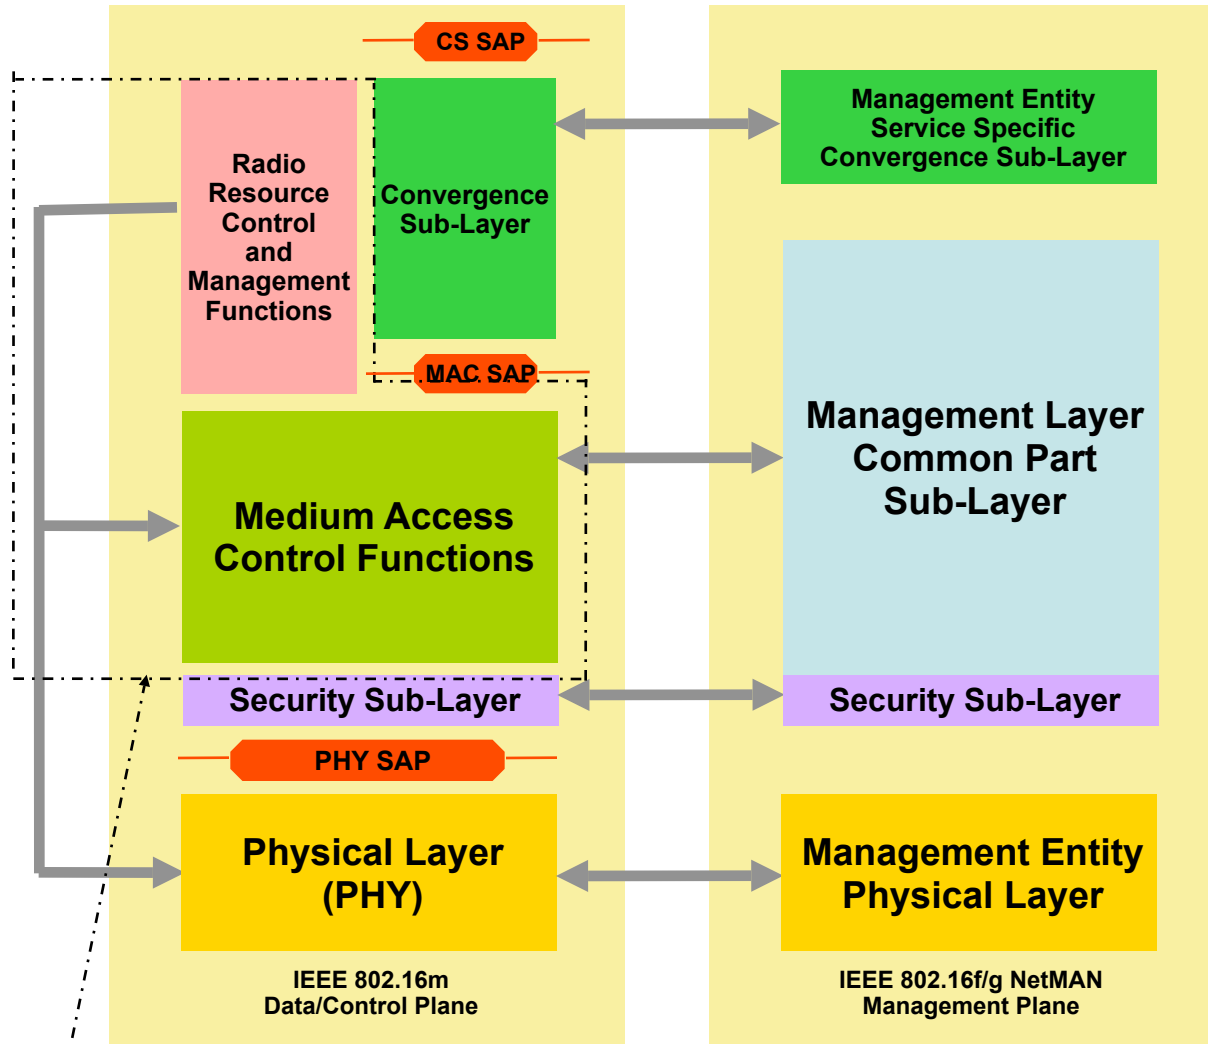 CS SAP
Radio
Resource
Control
and
Management
Functions
Convergence
Sub-Layer
MAC SAP
Medium Access
Control Functions
Security Sub-Layer
PHY SAP
Physical Layer
(PHY)
IEEE 802.16m
Data/Control Plane
Management Entity
Service Specific
Convergence Sub-Layer
Management Layer
Common Part
Sub-Layer
Security Sub-Layer
Management Entity
Physical Layer
IEEE 802.16f/g NetMAN
Management Plane